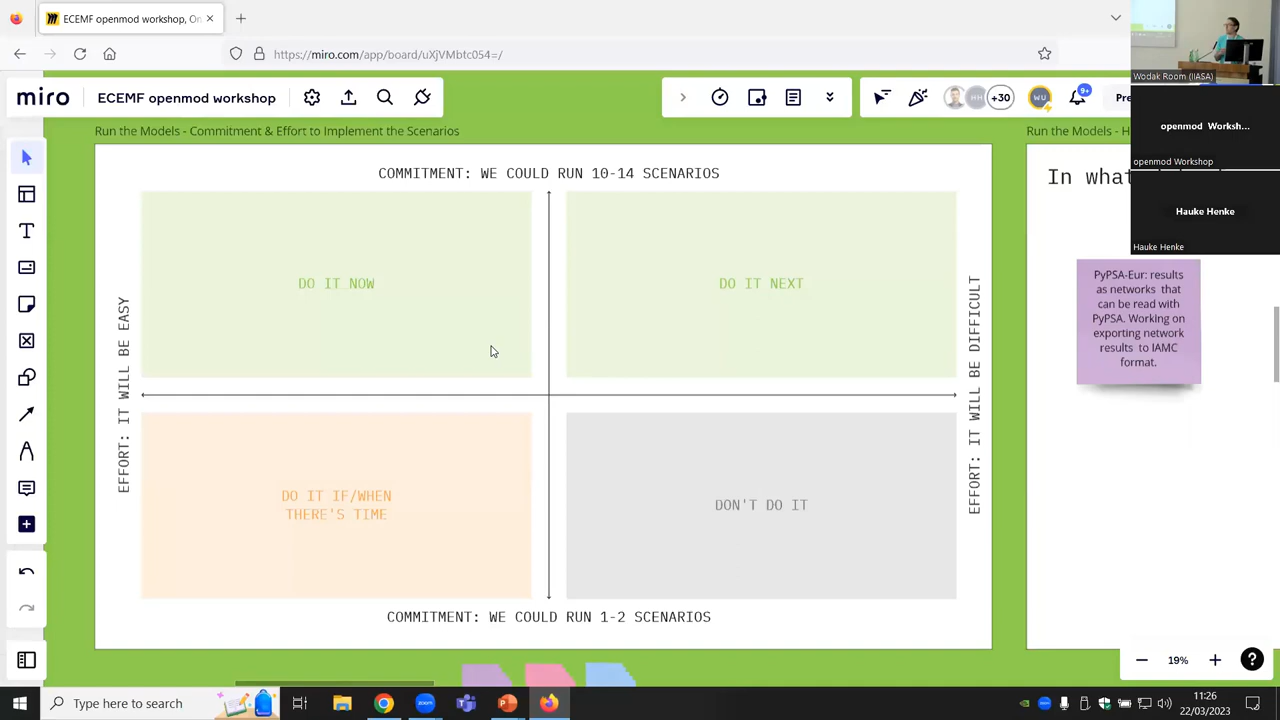 ECEMF openmod workshop, On
https://miro.com/app/board/uXjVMbtc054=/
Wodak Room (IIASA)
miro
ECEMF openmod workshop
+30
WU
9+
Pre
openmod Worksh...
openmod Workshop
Hauke Henke
Hauke Henke
Run the Models - Commitment & Effort to Implement the Scenarios
Run the Models - H
COMMITMENT: WE COULD RUN 10-14 SCENARIOS
In what
DO IT NOW
DO IT NEXT
EFFORT: IT WILL BE EASY
EFFORT: IT WILL BE DIFFICULT
PyPSA-Eur: results
as networks that
can be read with
PyPSA. Working on
exporting network
results to IAMC
format.
DO IT IF/WHEN
THERE'S TIME
DON'T DO IT
COMMITMENT: WE COULD RUN 1-2 SCENARIOS
19%
Type here to search
11:26
22/03/2023